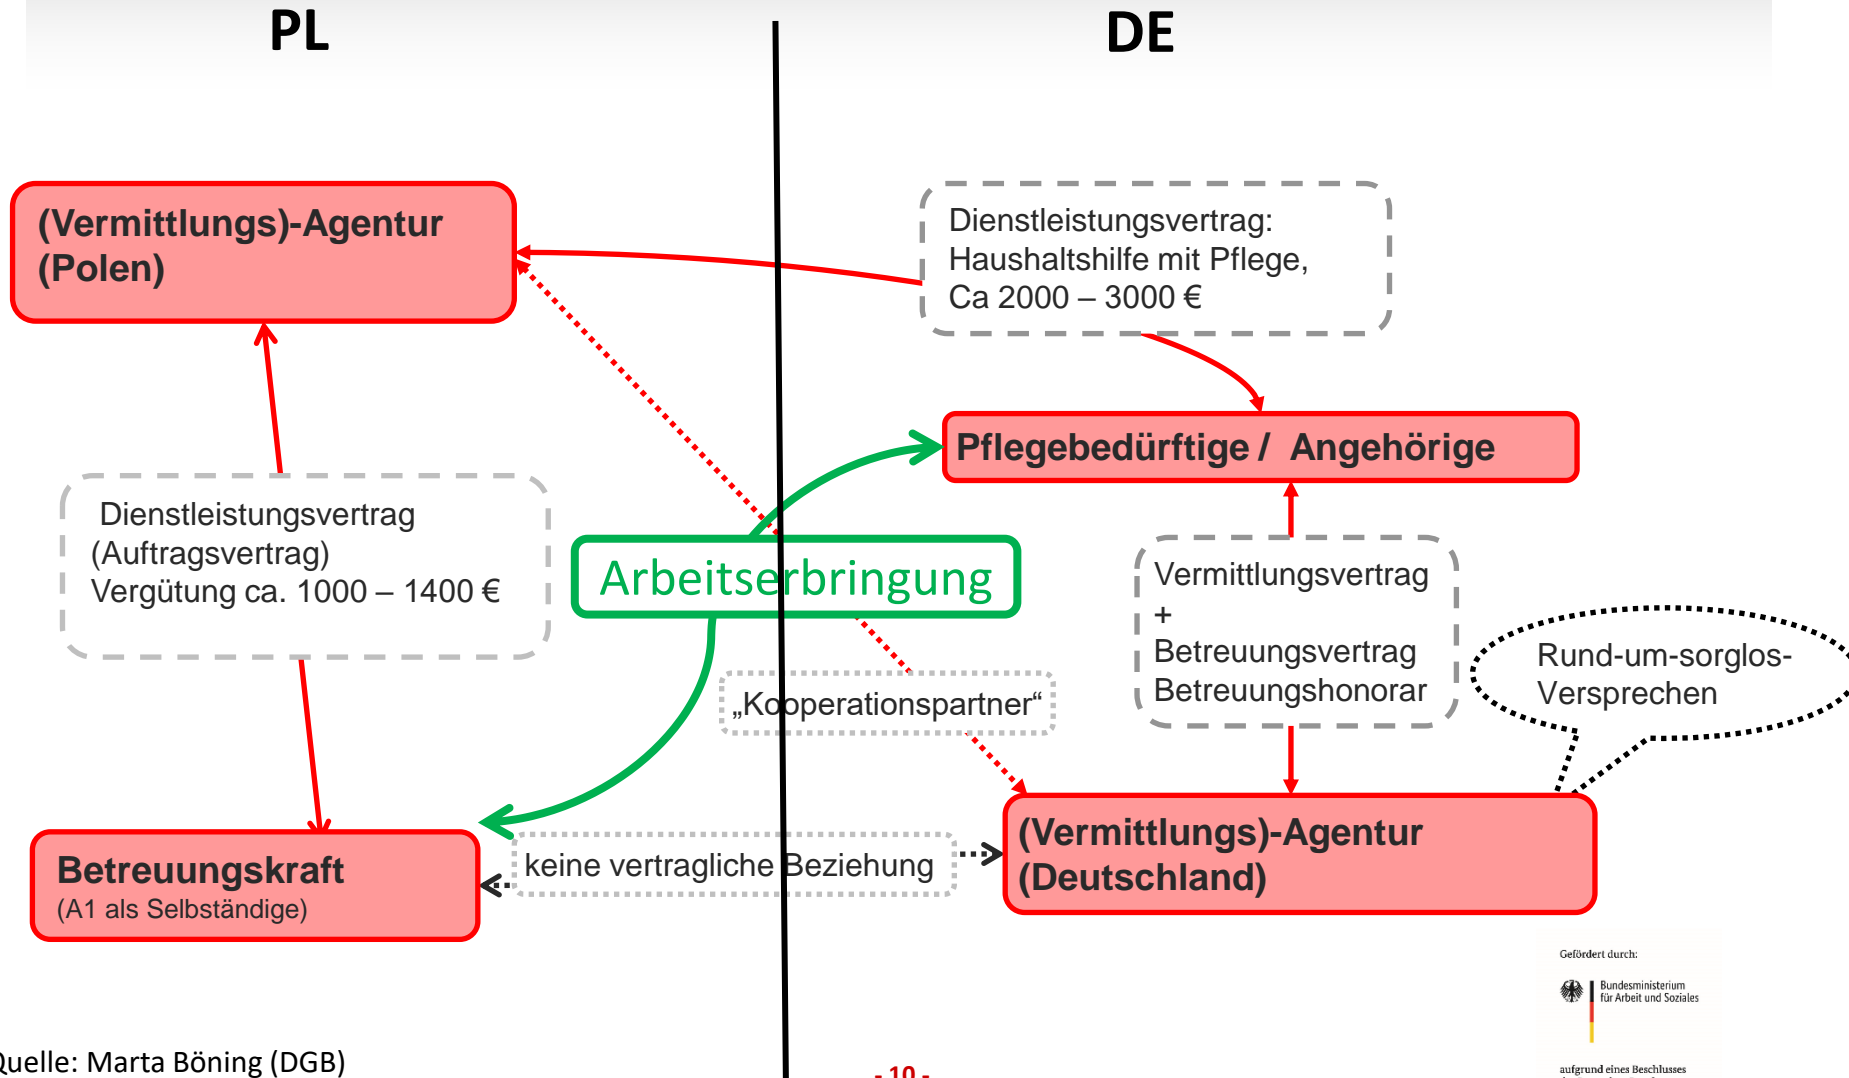 PL
DE
(Vermittlungs)-Agentur
(Polen)
Dienstleistungsvertrag:
Haushaltshilfe mit Pflege,
Ca 2000 – 3000 €
Pflegebedürftige / Angehörige
Dienstleistungsvertrag
(Auftragsvertrag)
Vergütung ca. 1000 – 1400 €
Arbeitserbringung
Vermittlungsvertrag
+
Betreuungsvertrag
Betreuungshonorar
Rund-um-sorglos-
Versprechen
„Kooperationspartner“
(Vermittlungs)-Agentur
(Deutschland)
keine vertragliche Beziehung
Betreuungskraft
(A1 als Selbständige)
Gefördert durch:
Bundesministerium
für Arbeit und Soziales
aufgrund eines Beschlusses
Quelle: Marta Böning (DGB)
- 10 -